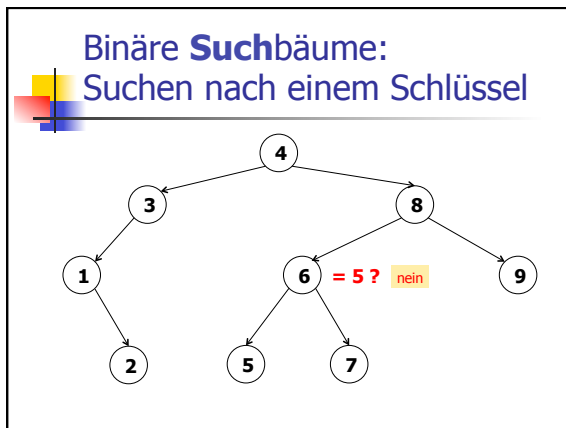 Binäre Suchbäume:
Suchen nach einem Schlüssel
4
3
8
1
6 = 5 ? nein
9
2
5
7